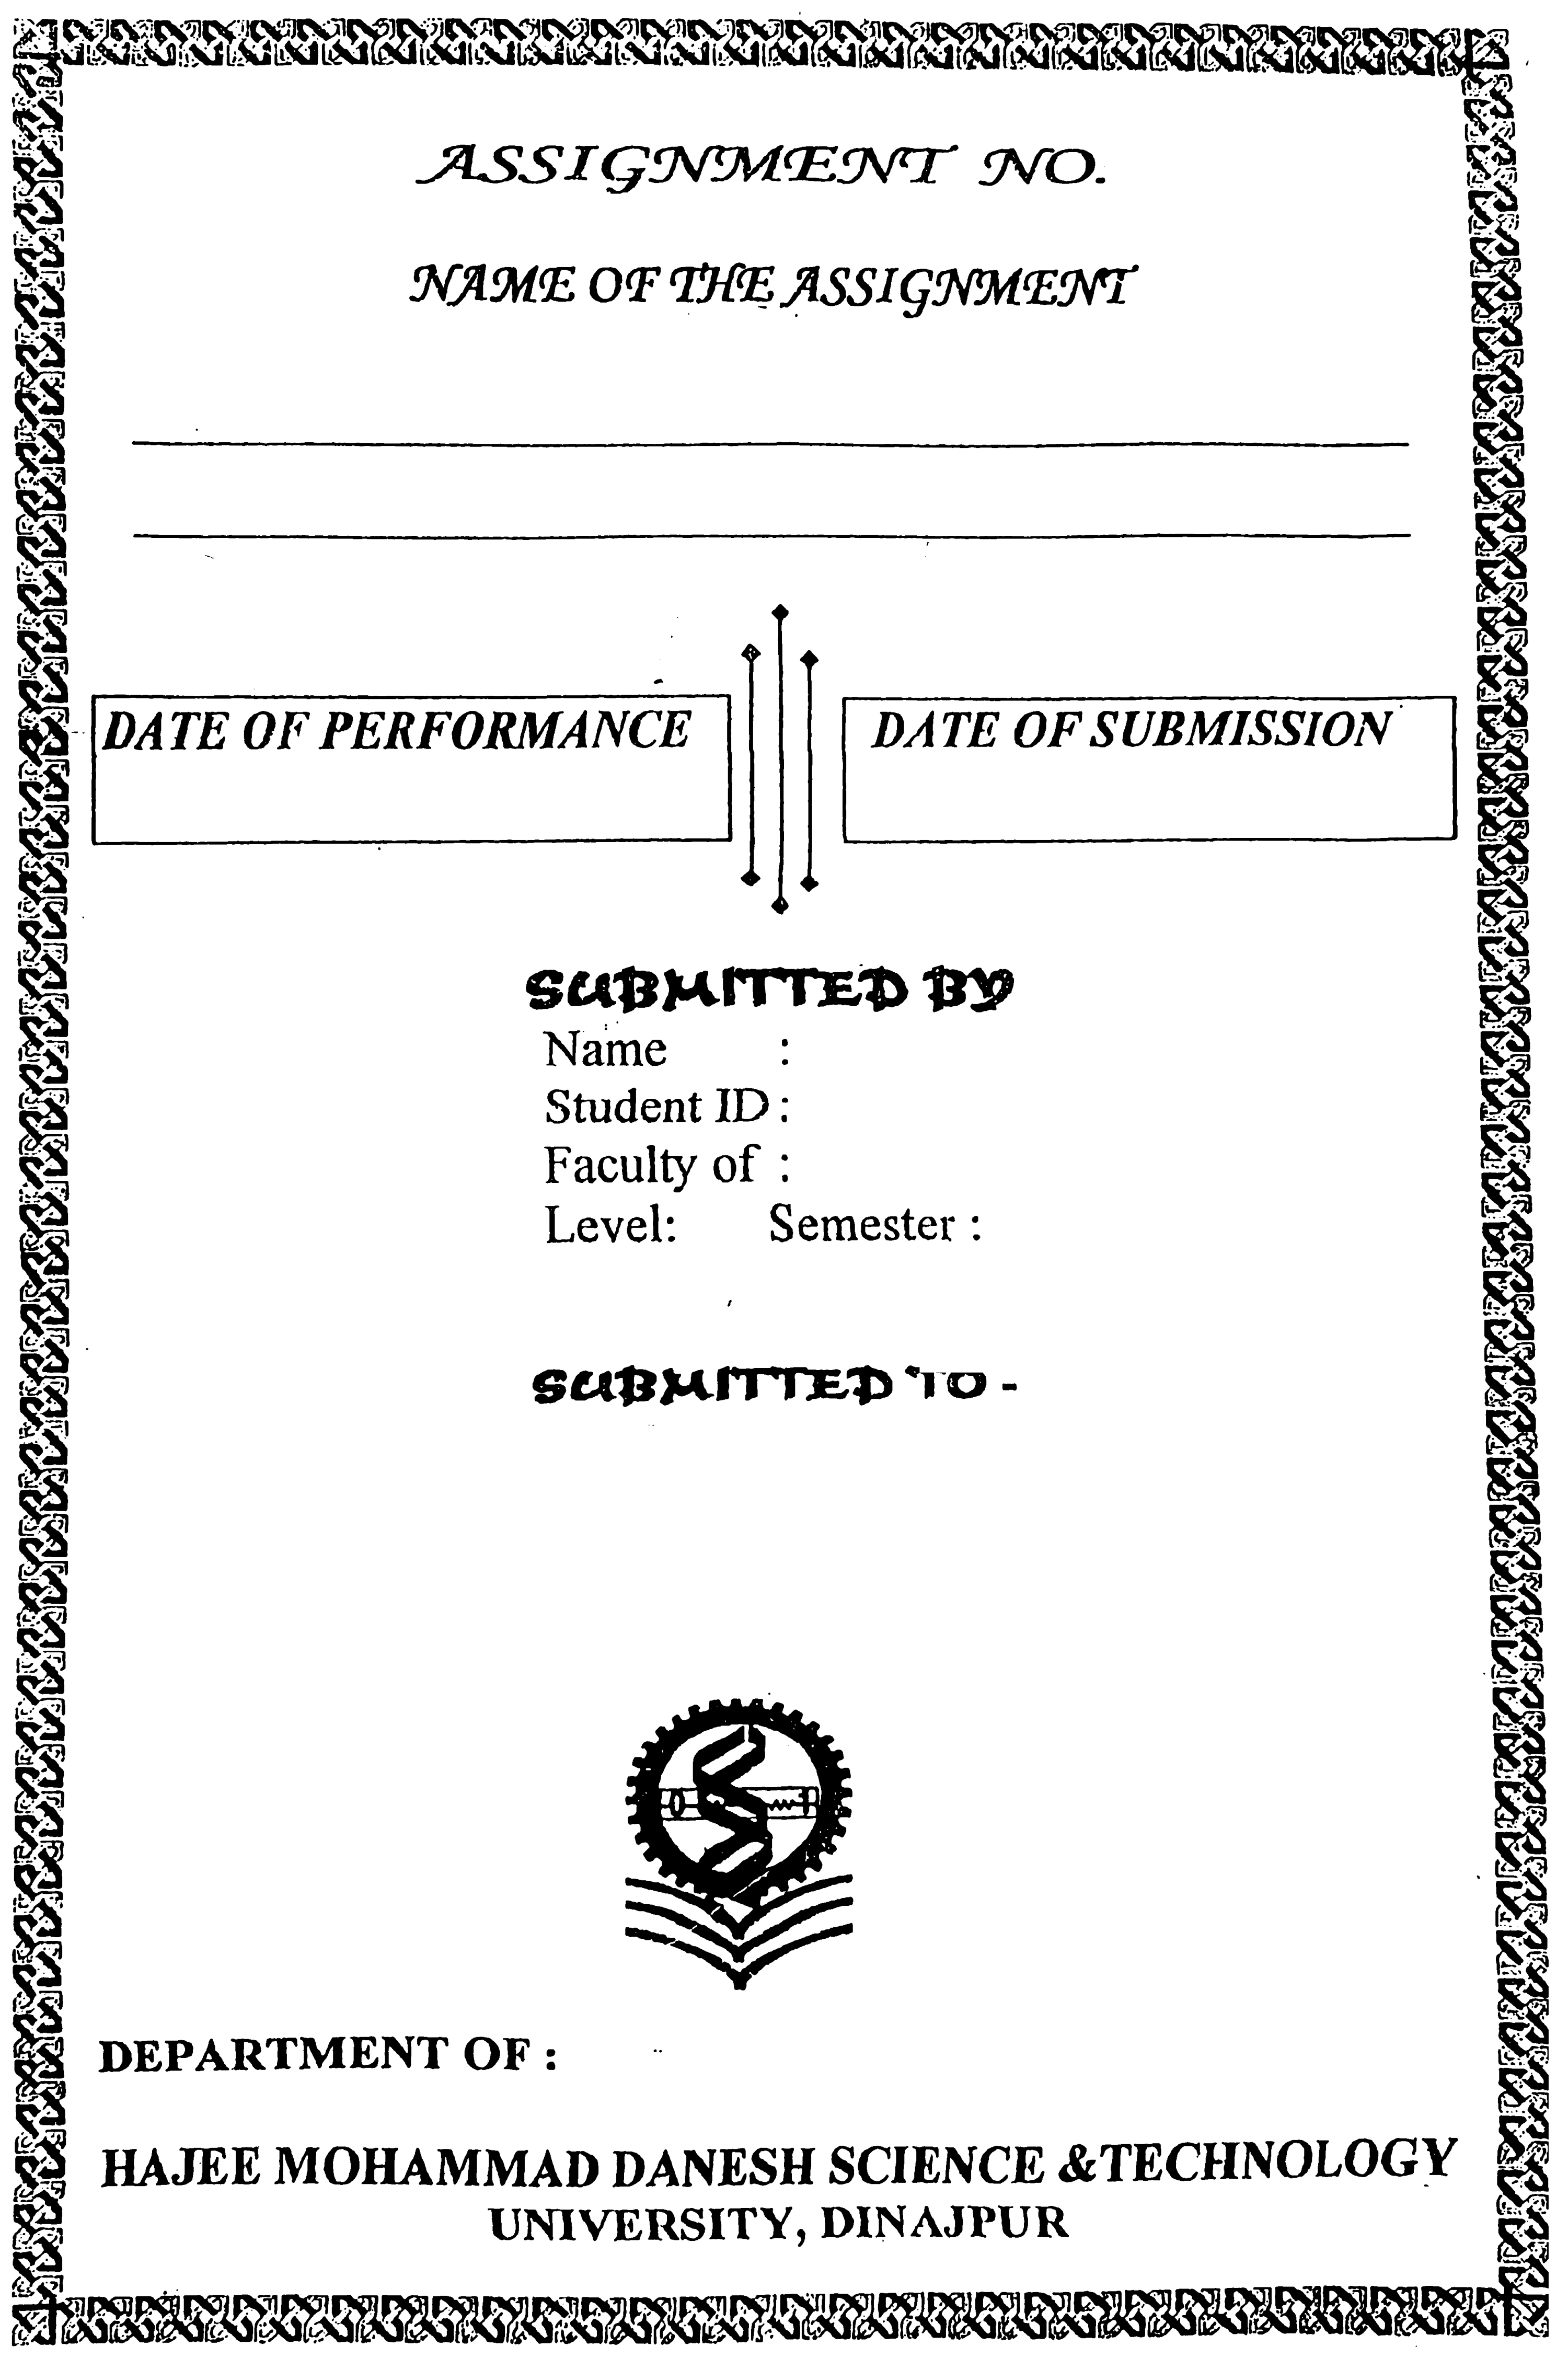 ASSIGNMENT NO.
NAME OF THE ASSIGNMENT
DATE OF PERFORMANCE
DATE OF SUBMISSION
SUBMITTED BY
Name :
Student ID :
Faculty of :
Level: Semester :
SUBMITTED TO -
DEPARTMENT OF :
HAJEE MOHAMMAD DANESH SCIENCE &TECHNOLOGY
UNIVERSITY, DINAJPUR